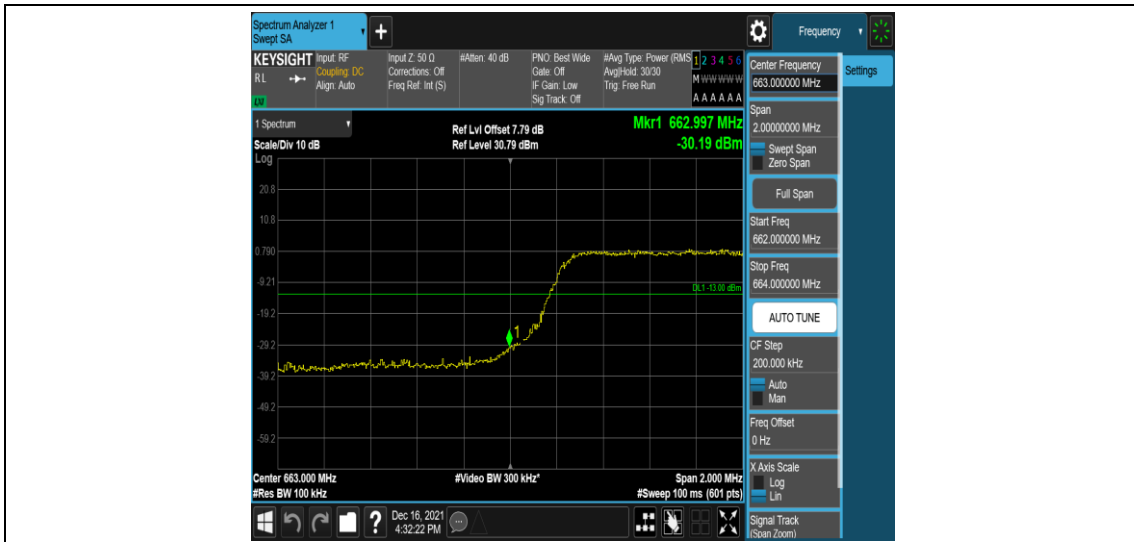 Spectrum Analyzer 1
Swept SA
Frequency
KEYSIGHT
RL
Input: RF
Coupling: DC
Align: Auto
Input Z: 50 Ω
Corrections: Off
Freq Ref: Int (S)
#Atten: 40 dB
PNO: Best Wide
Gate: Off
IF Gain: Low
Sig Track: Off
#Avg Type: Power (RMS
Avg|Hold: 30/30
Trig: Free Run
1 2 3 4 5 6
M W W W W W
A A A A A A
Center Frequency
663.000000 MHz
Settings
1 Spectrum
Scale/Div 10 dB
Ref Lvl Offset 7.79 dB
Ref Level 30.79 dBm
Mkr1 662.997 MHz
-30.19 dBm
Log
20.8
10.8
0.790
-9.21
-19.2
-29.2
-39.2
-49.2
-59.2
DL1 -13.00 dBm
1
Center 663.000 MHz
#Res BW 100 kHz
#Video BW 300 kHz*
Span 2.000 MHz
#Sweep 100 ms (601 pts)
Span
2.00000000 MHz
Swept Span
Zero Span
Full Span
Start Freq
662.000000 MHz
Stop Freq
664.000000 MHz
AUTO TUNE
CF Step
200.000 kHz
Auto
Man
Freq Offset
0 Hz
X Axis Scale
Log
Lin
Signal Track
(Span Zoom)
Dec 16, 2021
4:32:22 PM